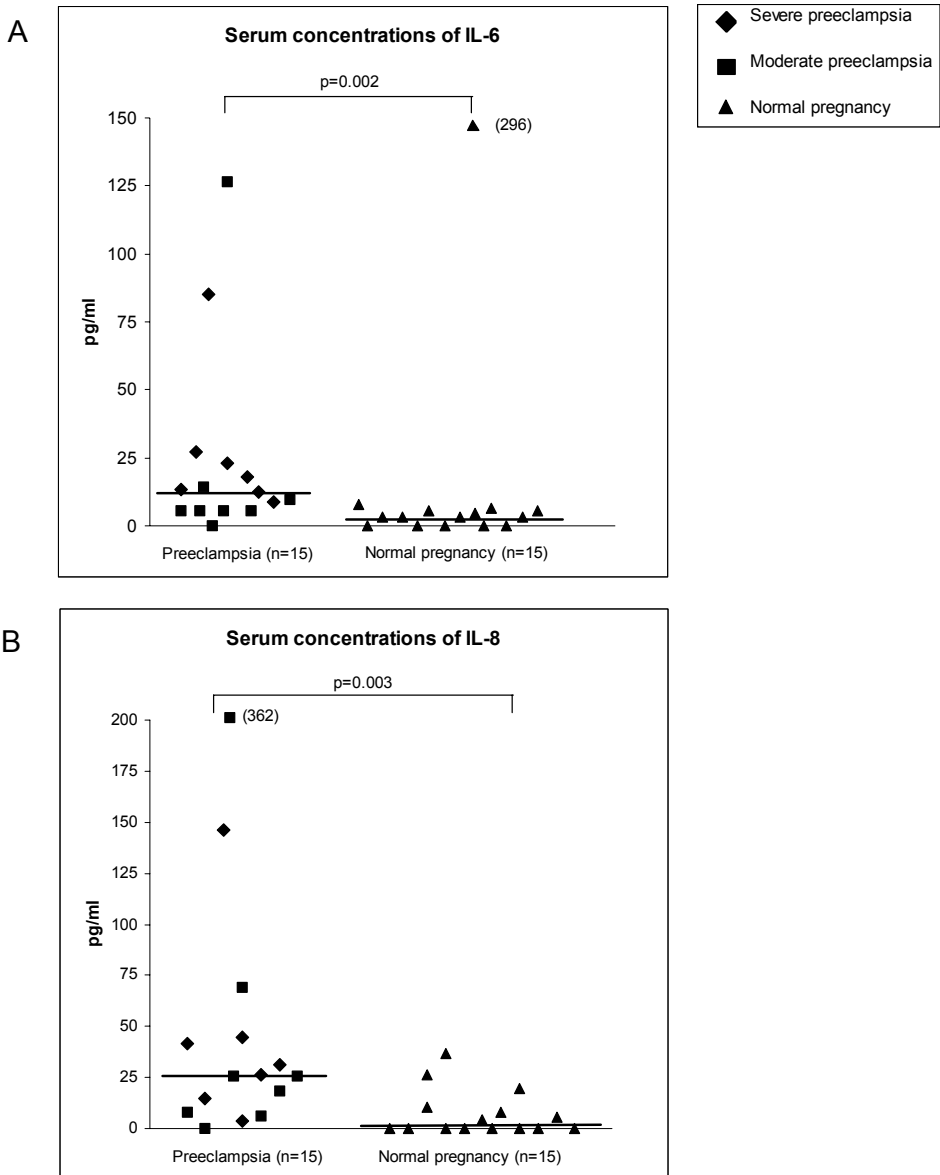 A
Serum concentrations of IL-6
p=0.002
(296)
150
125
100
75
50
25
0
pg/ml
Preeclampsia (n=15) Normal pregnancy (n=15)
Severe preeclampsia
Moderate preeclampsia
Normal pregnancy
B
Serum concentrations of IL-8
p=0.003
(362)
200
175
150
125
100
75
50
25
0
pg/ml
Preeclampsia (n=15) Normal pregnancy (n=15)